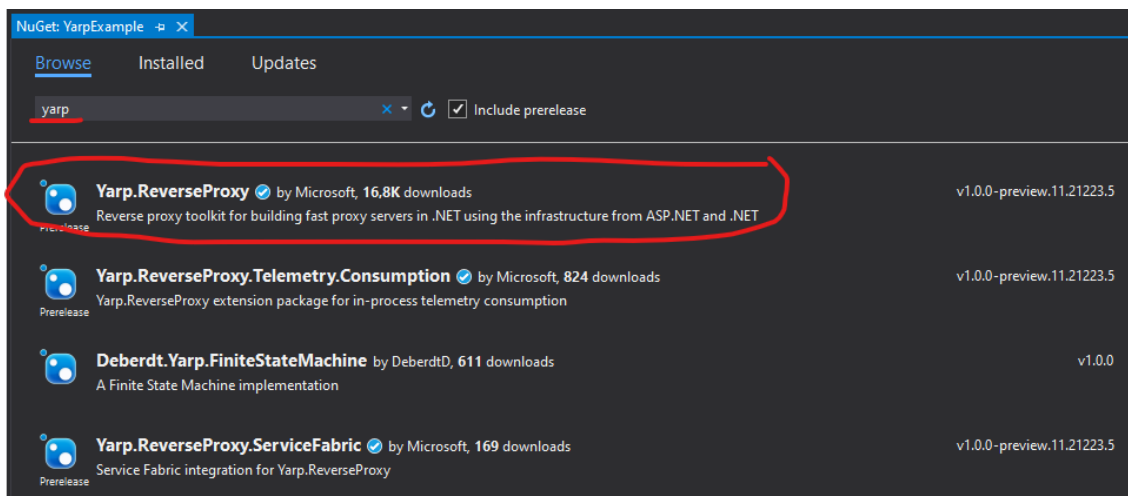 NuGet: YarpExample
Browse Installed Updates
yarp Include prerelease
Yarp.ReverseProxy by Microsoft, 16,8K downloads v1.0.0-preview.11.21223.5
Reverse proxy toolkit for building fast proxy servers in .NET using the infrastructure from ASP.NET and .NET
Prerelease
Yarp.ReverseProxy.Telemetry.Consumption by Microsoft, 824 downloads v1.0.0-preview.11.21223.5
Yarp.ReverseProxy extension package for in-process telemetry consumption
Prerelease
Deberdt.Yarp.FiniteStateMachine by DeberdtD, 611 downloads v1.0.0
A Finite State Machine implementation
Yarp.ReverseProxy.ServiceFabric by Microsoft, 169 downloads v1.0.0-preview.11.21223.5
Service Fabric integration for Yarp.ReverseProxy
Prerelease